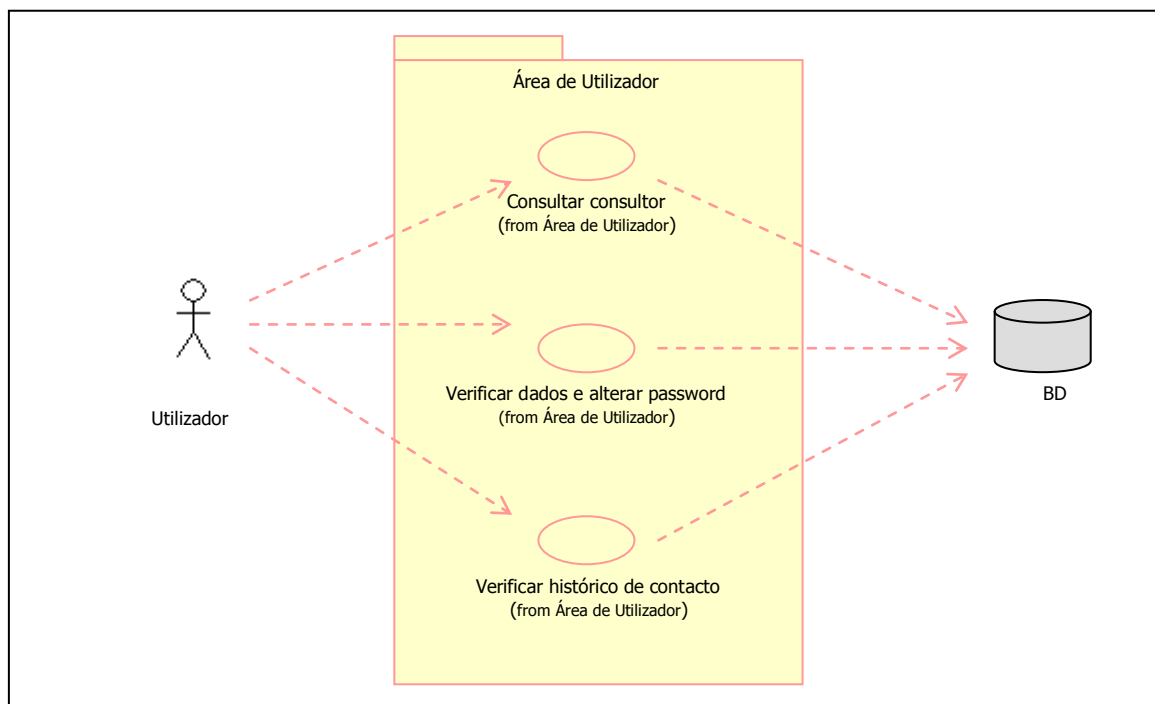 Área de Utilizador
Consultar consultor
(from Área de Utilizador)
Verificar dados e alterar password
(from Área de Utilizador)
Utilizador
BD
Verificar histórico de contacto
(from Área de Utilizador)